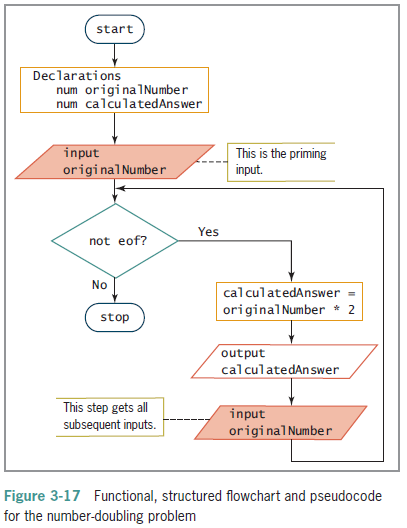 start
Declarations
num originalNumber
num calculatedAnswer
input
originalNumber
This is the priming
input.
not eof?
Yes
No
stop
calculatedAnswer =
originalNumber * 2
output
calculatedAnswer
This step gets all
subsequent inputs.
input
originalNumber
Figure 3-17 Functional, structured flowchart and pseudocode
for the number-doubling problem